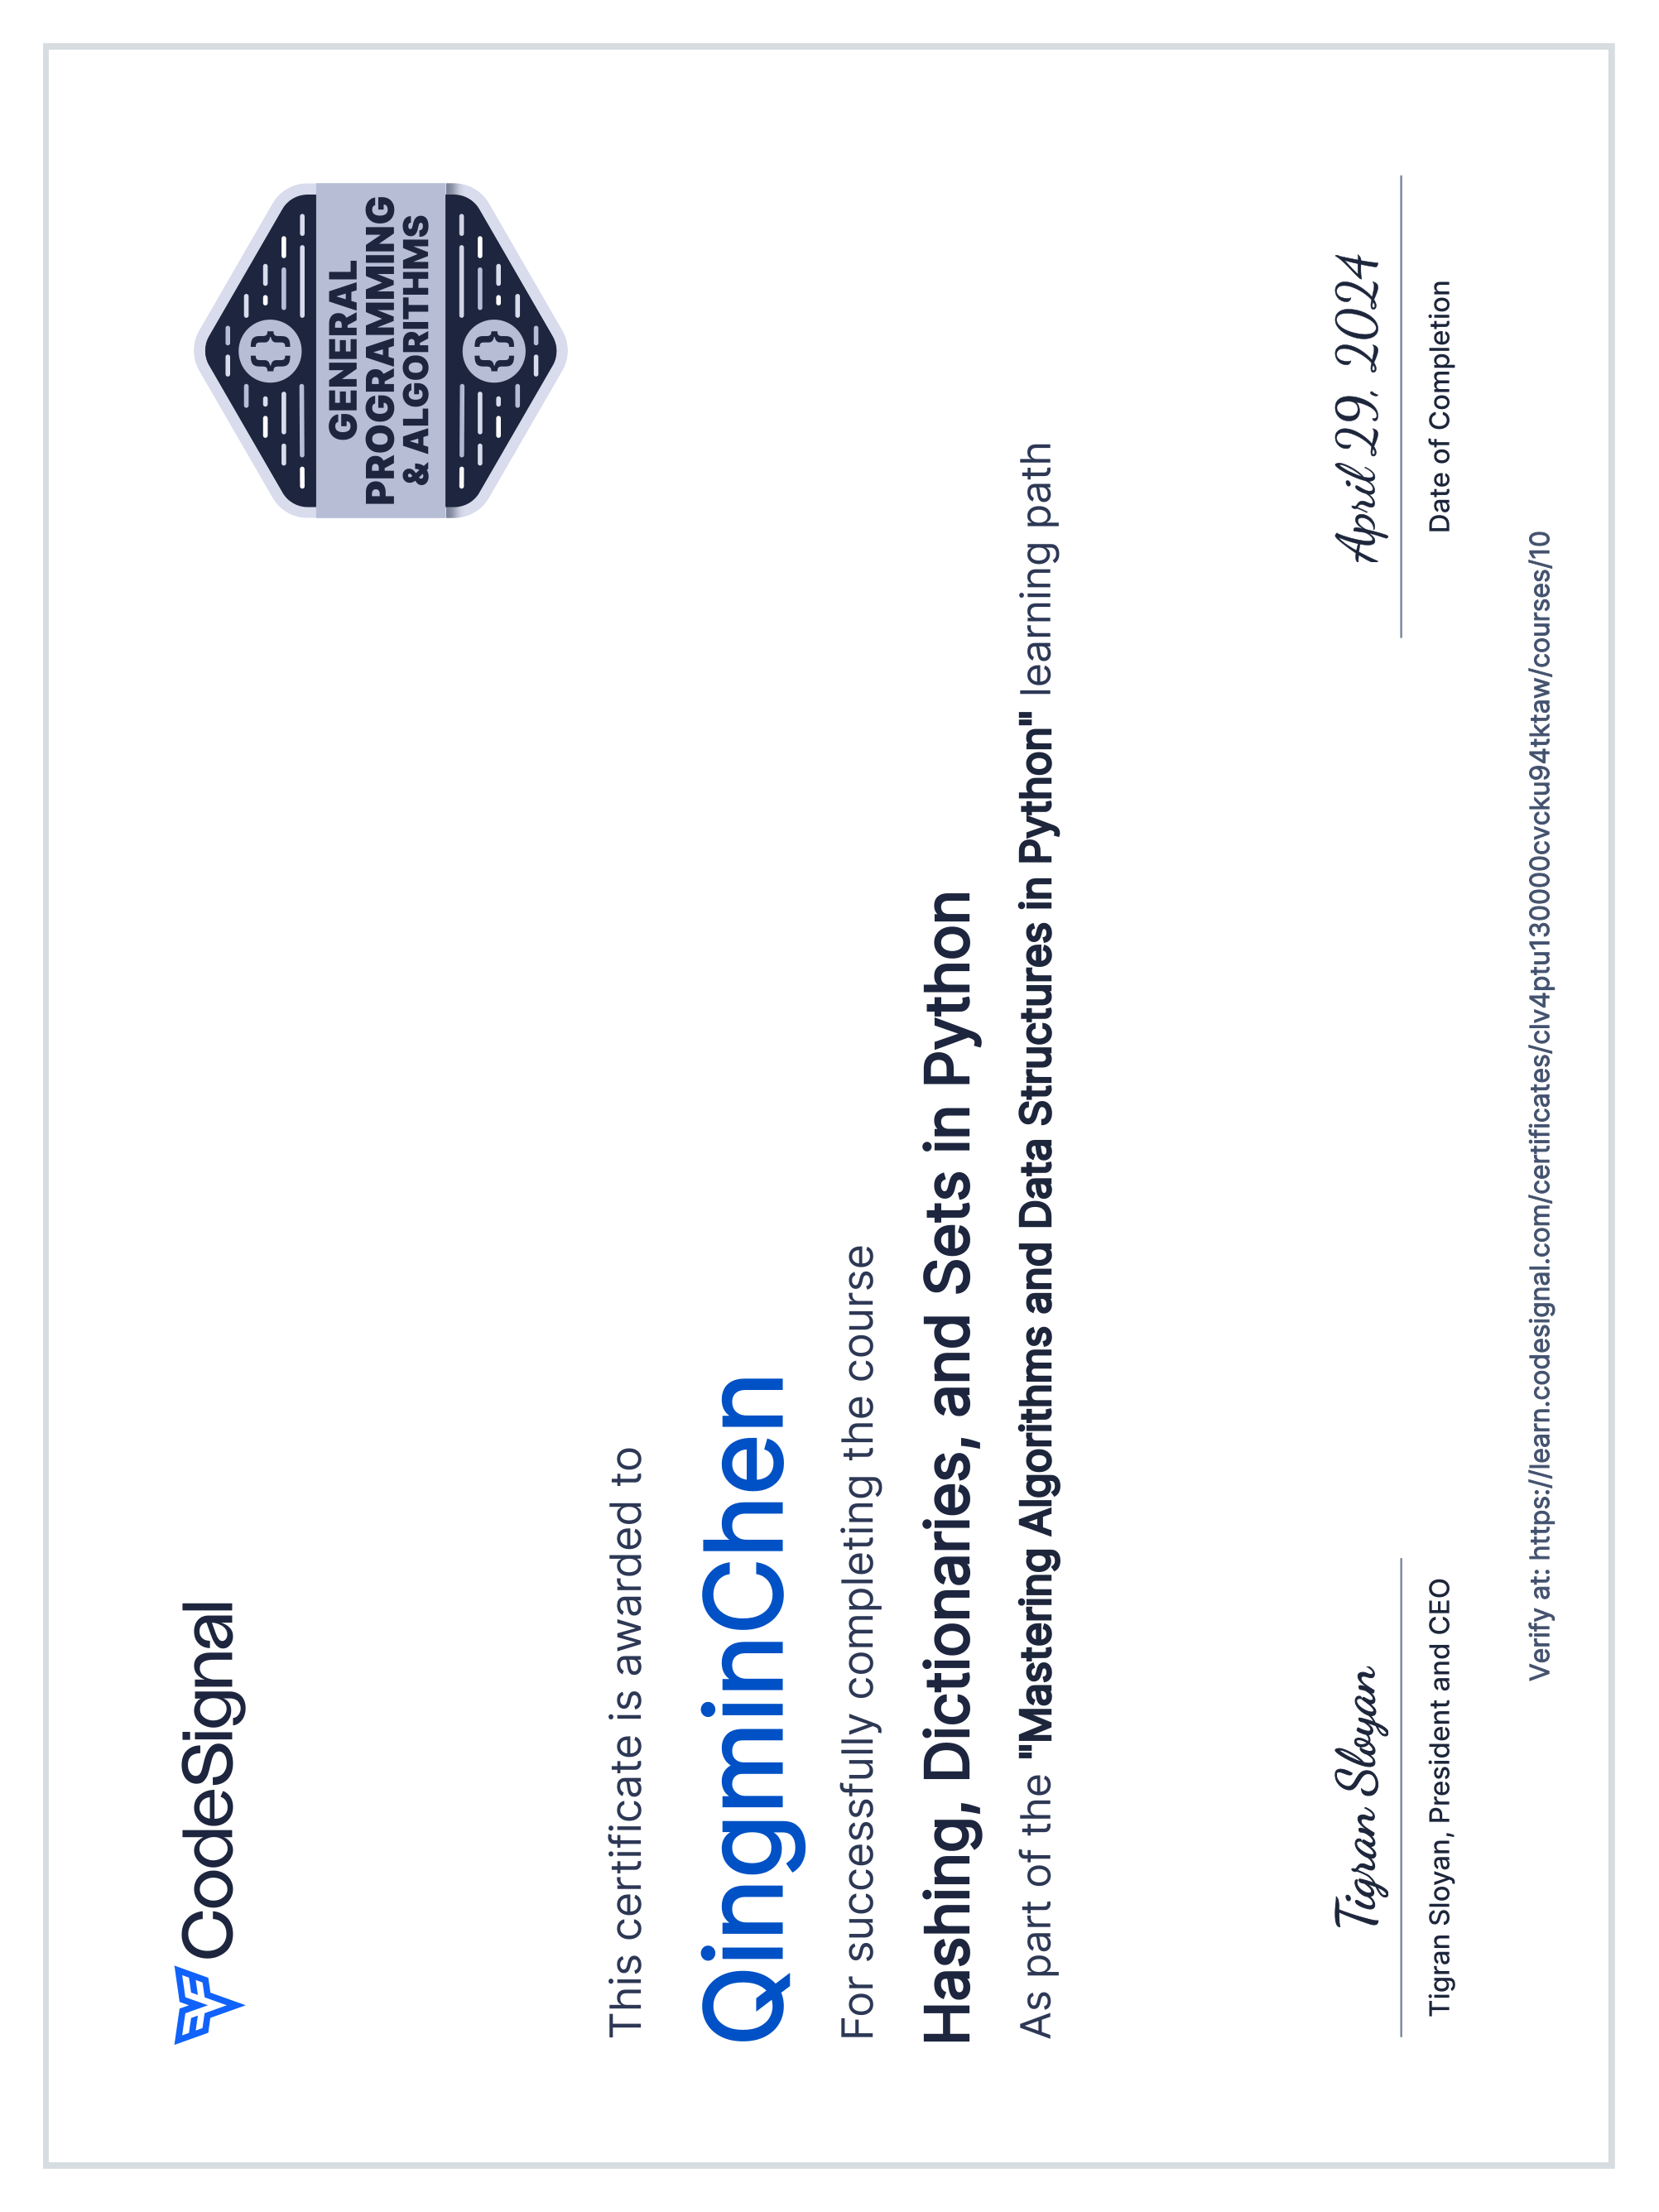 CodeSignal
GENERAL
PROGRAMMING
& ALGORITHMS
This certificate is awarded to
QingminChen
For successfully completing the course
Hashing, Dictionaries, and Sets in Python
As part of the "Mastering Algorithms and Data Structures in Python" learning path
Tigran Sloyan
Tigran Sloyan, President and CEO
April 29, 2024
Date of Completion
Verify at: https://learn.codesignal.com/certificates/clv4ptu130000cvcku94tktaw/courses/10